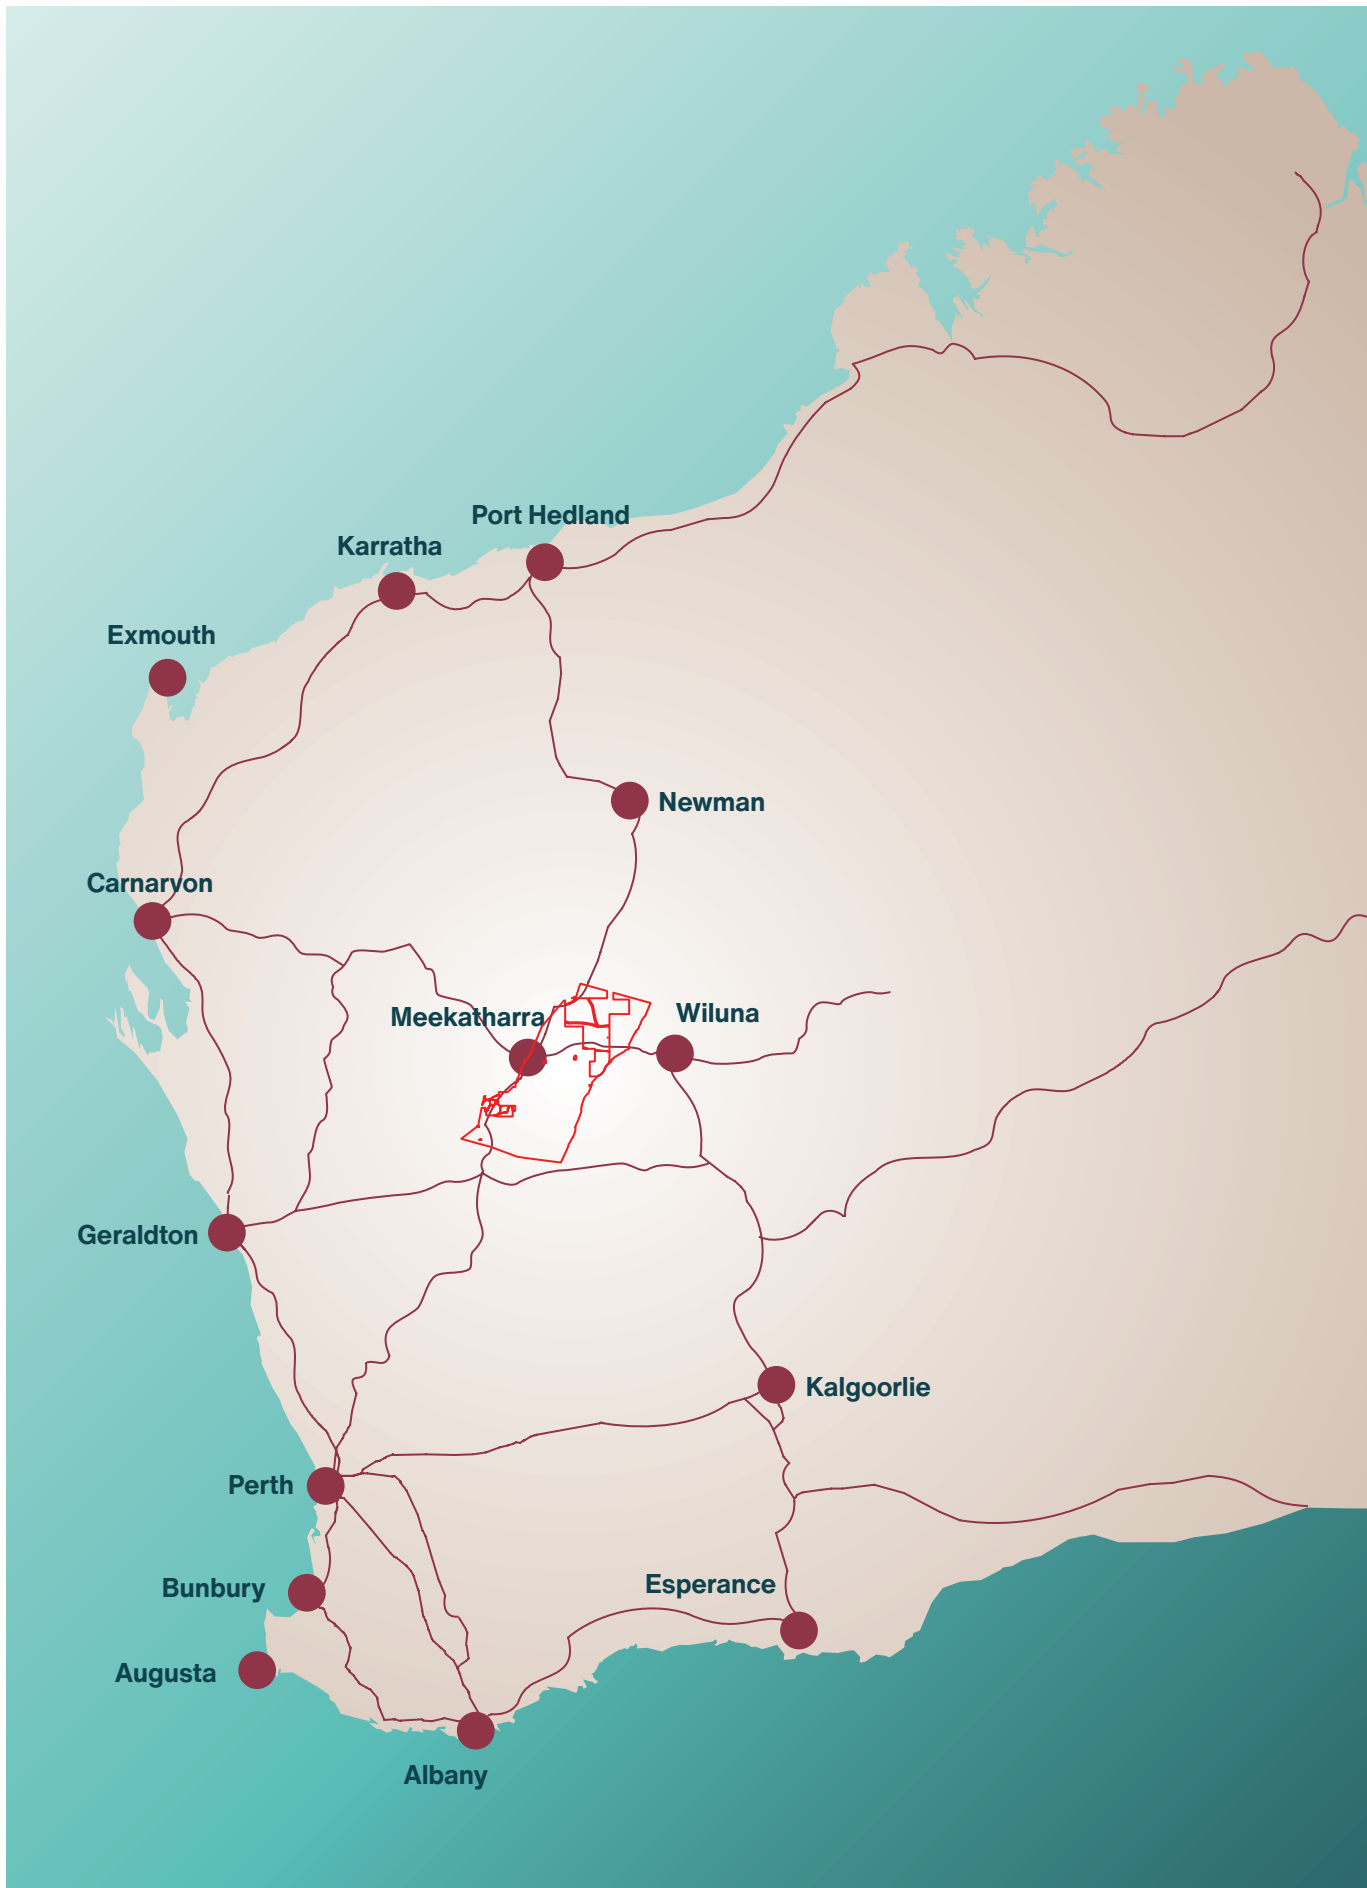 Port Hedland
Karratha
Exmouth
Newman
Carnarvon
Meekatharra
Wiluna
Geraldton
Kalgoorlie
Perth
Bunbury
Esperance
Augusta
Albany